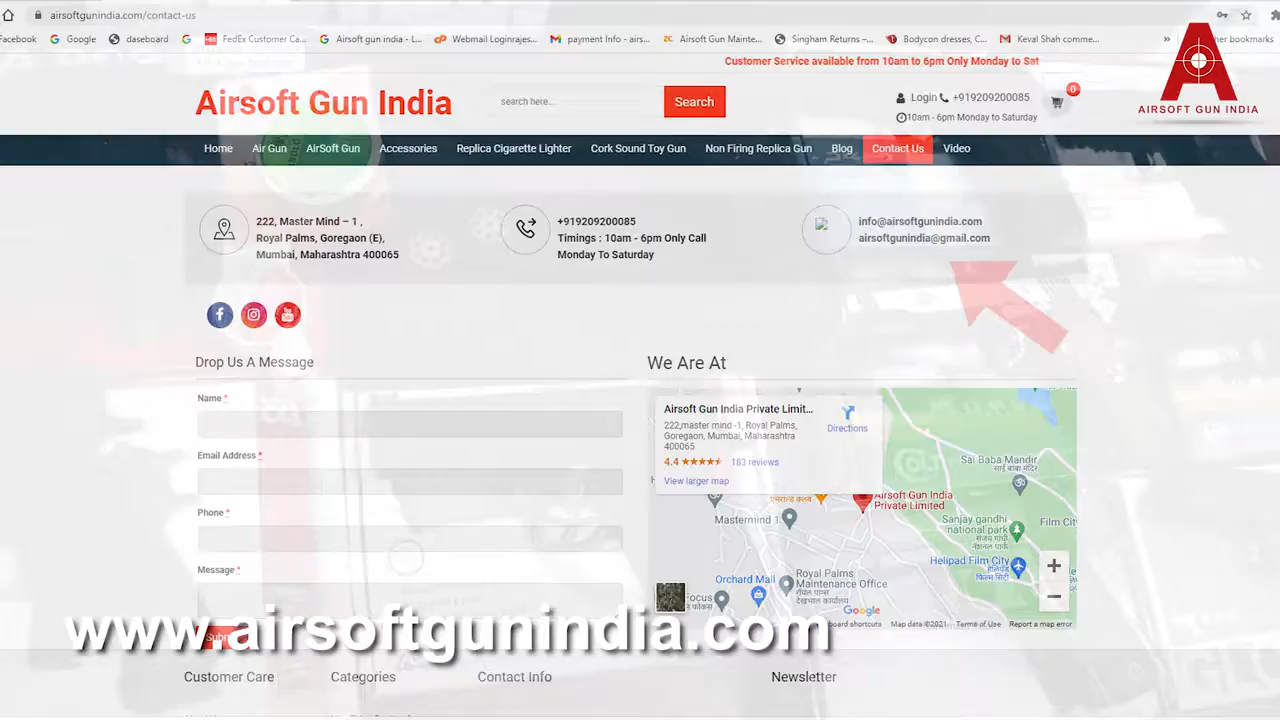 airsoftgunindia.com/contact-us
Facebook Google daseboard FedEx Customer Ca... Airsoft gun india - L... Webmail Loginrajes... payment Info - airs... Airsoft Gun Mainte... Singham Returns –... Bodycon dresses, C... Keval Shah comme... » her bookmarks
Customer Service available from 10am to 6pm Only Monday to Sat
Airsoft Gun India
search here...
Search
Login +919209200085
0
10am - 6pm Monday to Saturday
AIRSOFT GUN INDIA
Home Air Gun AirSoft Gun Accessories Replica Cigarette Lighter Cork Sound Toy Gun Non Firing Replica Gun Blog Contact Us Video
222, Master Mind – 1 ,
Royal Palms, Goregaon (E),
Mumbai, Maharashtra 400065
+919209200085
Timings : 10am - 6pm Only Call
Monday To Saturday
info@airsoftgunindia.com
airsoftgunindia@gmail.com
Drop Us A Message
Name *
Email Address *
Phone *
Message *
We Are At
Airsoft Gun India Private Limit...
222,master mind -1, Royal Palms,
Goregaon, Mumbai, Maharashtra
400065
4.4 ★★★★★ 183 reviews
View larger map
Directions
Sai Baba Mandir
साई बाबा मंदिर
Airsoft Gun India
Private Limited
Mastermind 1
Sanjay gandhi
national park
संजय गांधी
नॅशनल पार्क
Film City
Helipad Film City
Orchard Mall
Royal Palms
Maintenance Office
Focus
Google
board shortcuts Map data ©2021 Terms of Use Report a map error
www.airsoftgunindia.com
Customer Care Categories Contact Info Newsletter